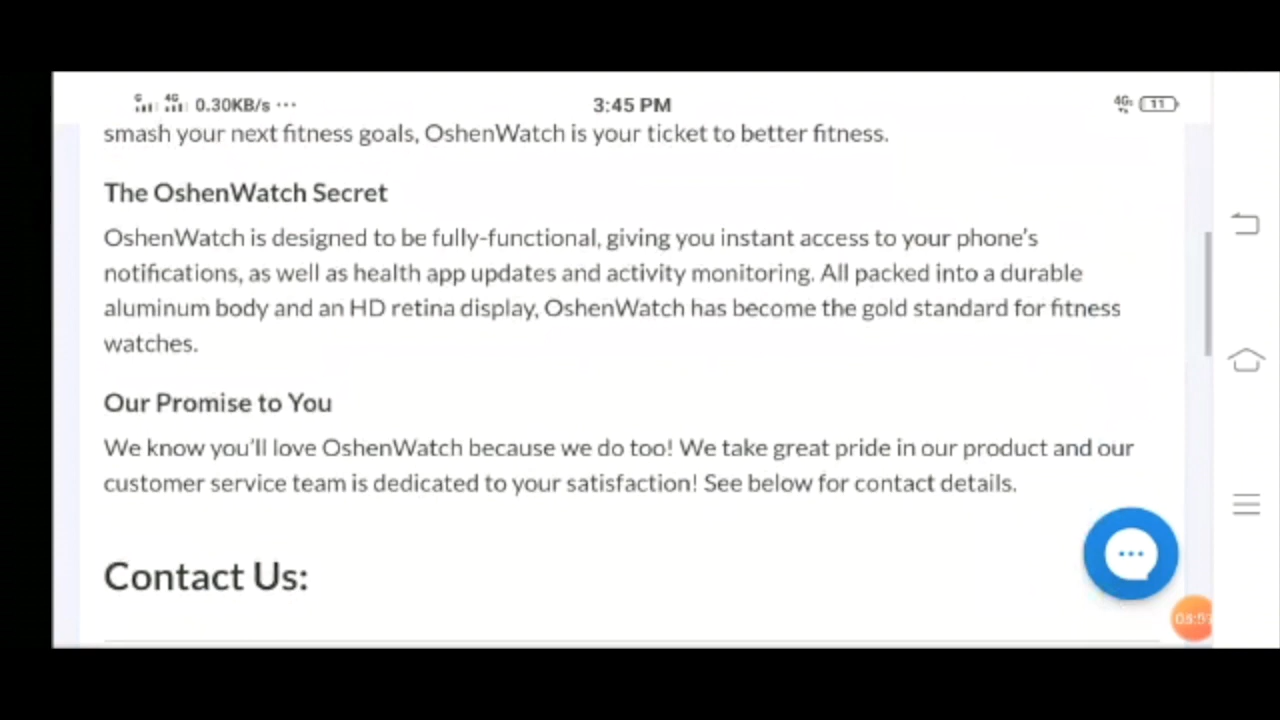 G 4G 0.30KB/s ··· 3:45 PM 4G 11
smash your next fitness goals, OshenWatch is your ticket to better fitness.
The OshenWatch Secret
OshenWatch is designed to be fully-functional, giving you instant access to your phone’s
notifications, as well as health app updates and activity monitoring. All packed into a durable
aluminum body and an HD retina display, OshenWatch has become the gold standard for fitness
watches.
Our Promise to You
We know you’ll love OshenWatch because we do too! We take great pride in our product and our
customer service team is dedicated to your satisfaction! See below for contact details.
Contact Us: